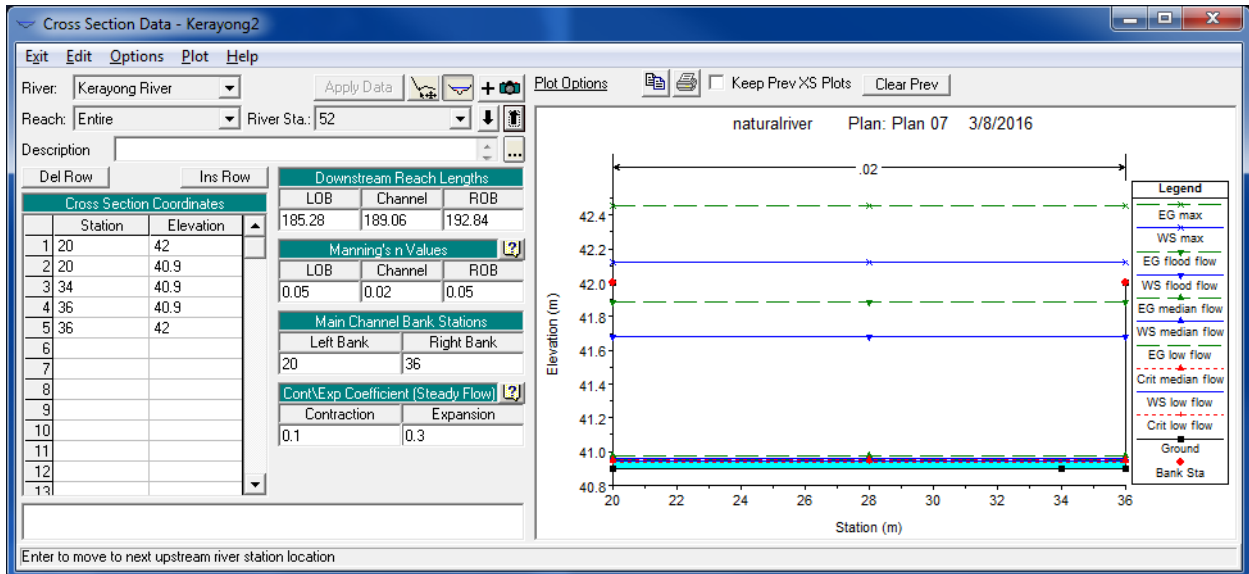 Cross Section Data - Kerayong2
Exit Edit Options Plot Help
River: Kerayong River Apply Data
Plot Options Keep Prev XS Plots Clear Prev
Reach: Entire River Sta.: 52
Description ...
Del Row Ins Row
Cross Section Coordinates
Station Elevation
1 20 42
2 20 40.9
3 34 40.9
4 36 40.9
5 36 42
6
7
8
9
10
11
12
13
Downstream Reach Lengths
LOB Channel ROB
185.28 189.06 192.84
Manning's n Values
LOB Channel ROB
0.05 0.02 0.05
Main Channel Bank Stations
Left Bank Right Bank
20 36
Cont\Exp Coefficient (Steady Flow)
Contraction Expansion
0.1 0.3
naturalriver Plan: Plan 07 3/8/2016
.02
42.4
42.2
42.0
41.8
41.6
41.4
41.2
41.0
40.8
Elevation (m)
20 22 24 26 28 30 32 34 36
Station (m)
Legend
EG max
WS max
EG flood flow
WS flood flow
EG median flow
WS median flow
EG low flow
Crit median flow
WS low flow
Crit low flow
Ground
Bank Sta
Enter to move to next upstream river station location